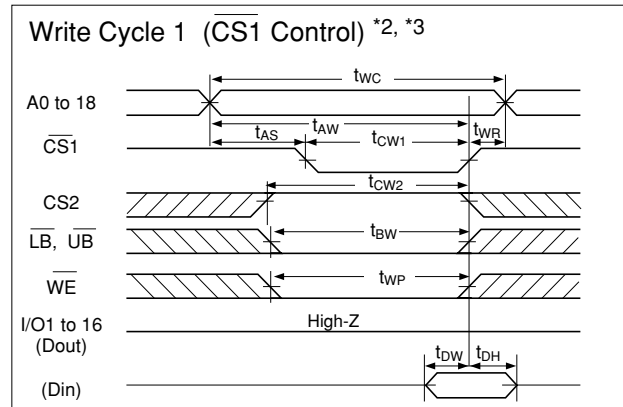 Write Cycle 1 (CS1 Control) *2, *3
tWC
A0 to 18
tAS
tAW
tCW1
tWR
CS1
tCW2
CS2
tBW
LB, UB
tWP
WE
I/O1 to 16
(Dout)
High-Z
tDW
tDH
(Din)